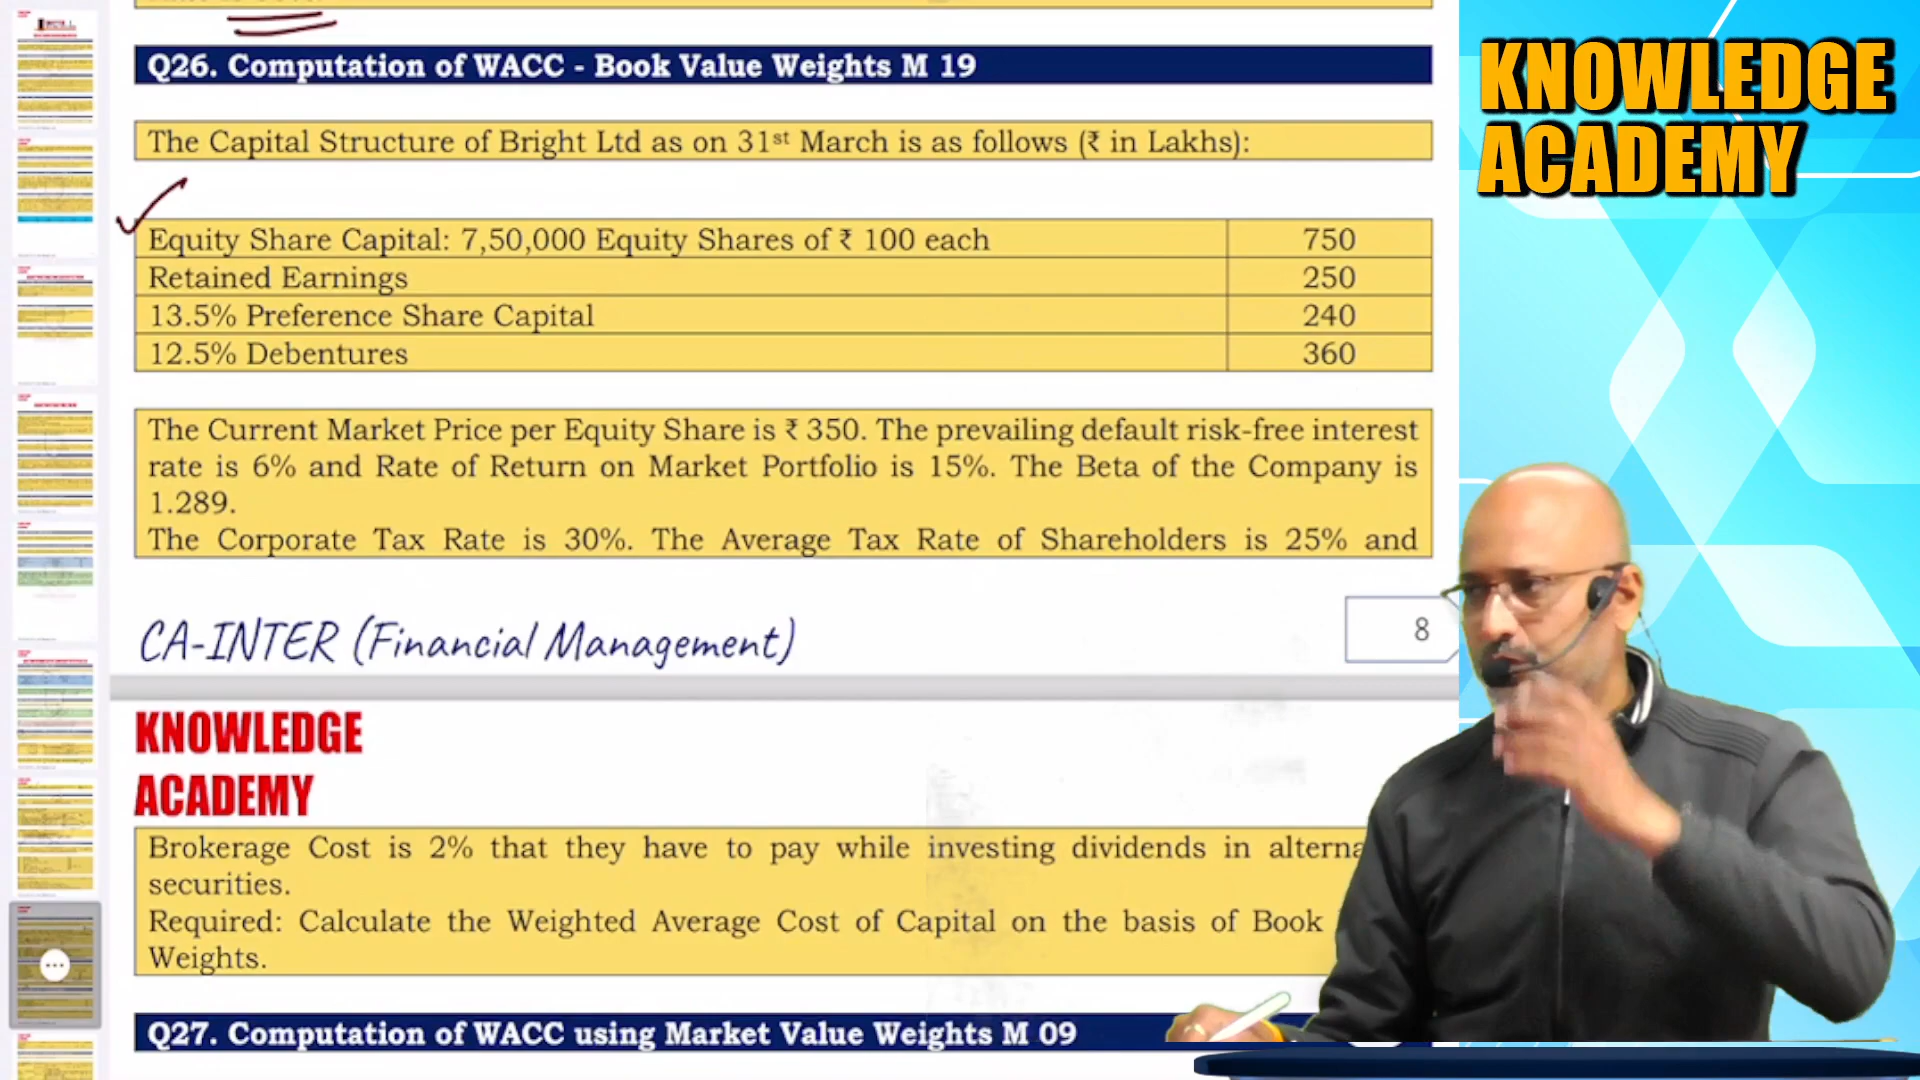 Q26. Computation of WACC - Book Value Weights M 19
The Capital Structure of Bright Ltd as on 31st March is as follows (₹ in Lakhs):
Equity Share Capital: 7,50,000 Equity Shares of ₹ 100 each 750
Retained Earnings 250
13.5% Preference Share Capital 240
12.5% Debentures 360
The Current Market Price per Equity Share is ₹ 350. The prevailing default risk-free interest
rate is 6% and Rate of Return on Market Portfolio is 15%. The Beta of the Company is
1.289.
The Corporate Tax Rate is 30%. The Average Tax Rate of Shareholders is 25% and
CA-INTER (Financial Management)
8
KNOWLEDGE
ACADEMY
Brokerage Cost is 2% that they have to pay while investing dividends in
securities.
Required: Calculate the Weighted Average Cost of Capital on the basis of Book
Weights.
Q27. Computation of WACC using Market Value Weights M 09
KNOWLEDGE
ACADEMY